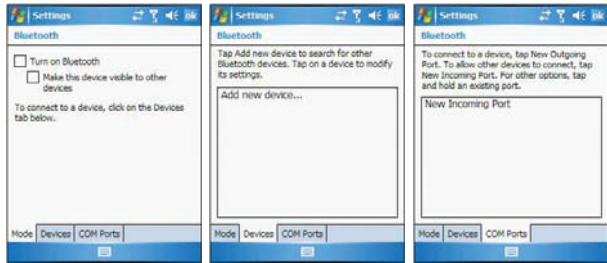 Settings
ok
Bluetooth
Turn on Bluetooth
Make this device visible to other
devices
To connect to a device, click on the Devices
tab below.
Mode Devices COM Ports
Settings
ok
Bluetooth
Tap Add new device to search for other
Bluetooth devices. Tap on a device to modify
its settings.
Add new device...
Mode Devices COM Ports
Settings
ok
Bluetooth
To connect to a device, tap New Outgoing
Port. To allow other devices to connect, tap
New Incoming Port. For other options, tap
and hold an existing port.
New Incoming Port
Mode Devices COM Ports